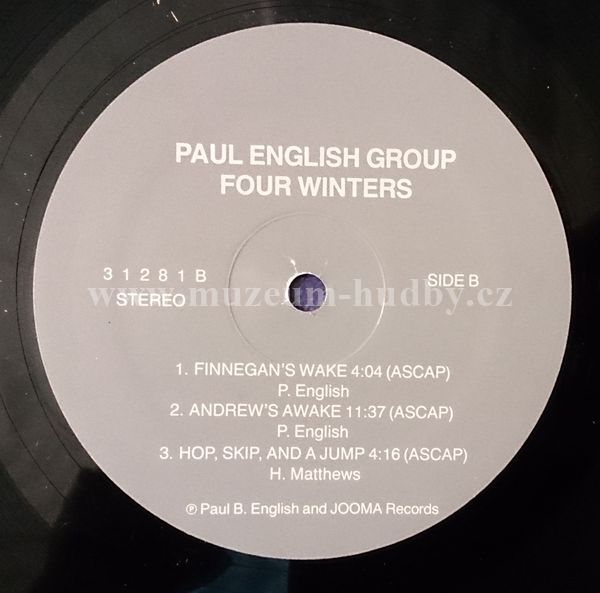 PAUL ENGLISH GROUP
FOUR WINTERS
3 1 2 8 1 B
STEREO
SIDE B
www.muzeum-hudby.cz
1. FINNEGAN'S WAKE 4:04 (ASCAP)
P. English
2. ANDREW'S AWAKE 11:37 (ASCAP)
P. English
3. HOP, SKIP, AND A JUMP 4:16 (ASCAP)
H. Matthews
℗ Paul B. English and JOOMA Records